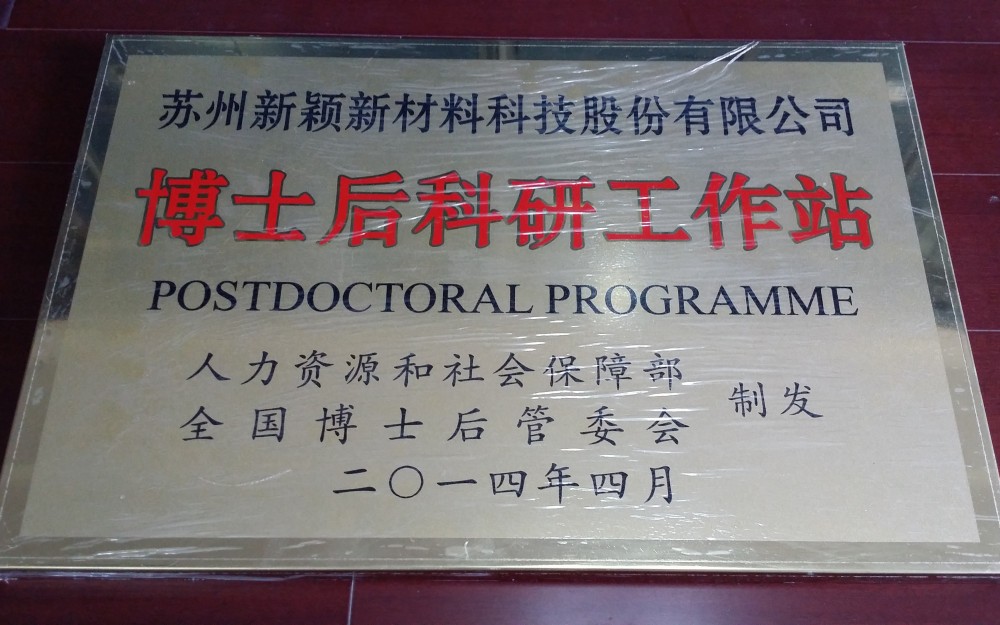 苏州新颖新材料科技股份有限公司
博士后科研工作站
POSTDOCTORAL PROGRAMME
人力资源和社会保障部
全国博士后管委会
制发
二〇一四年四月